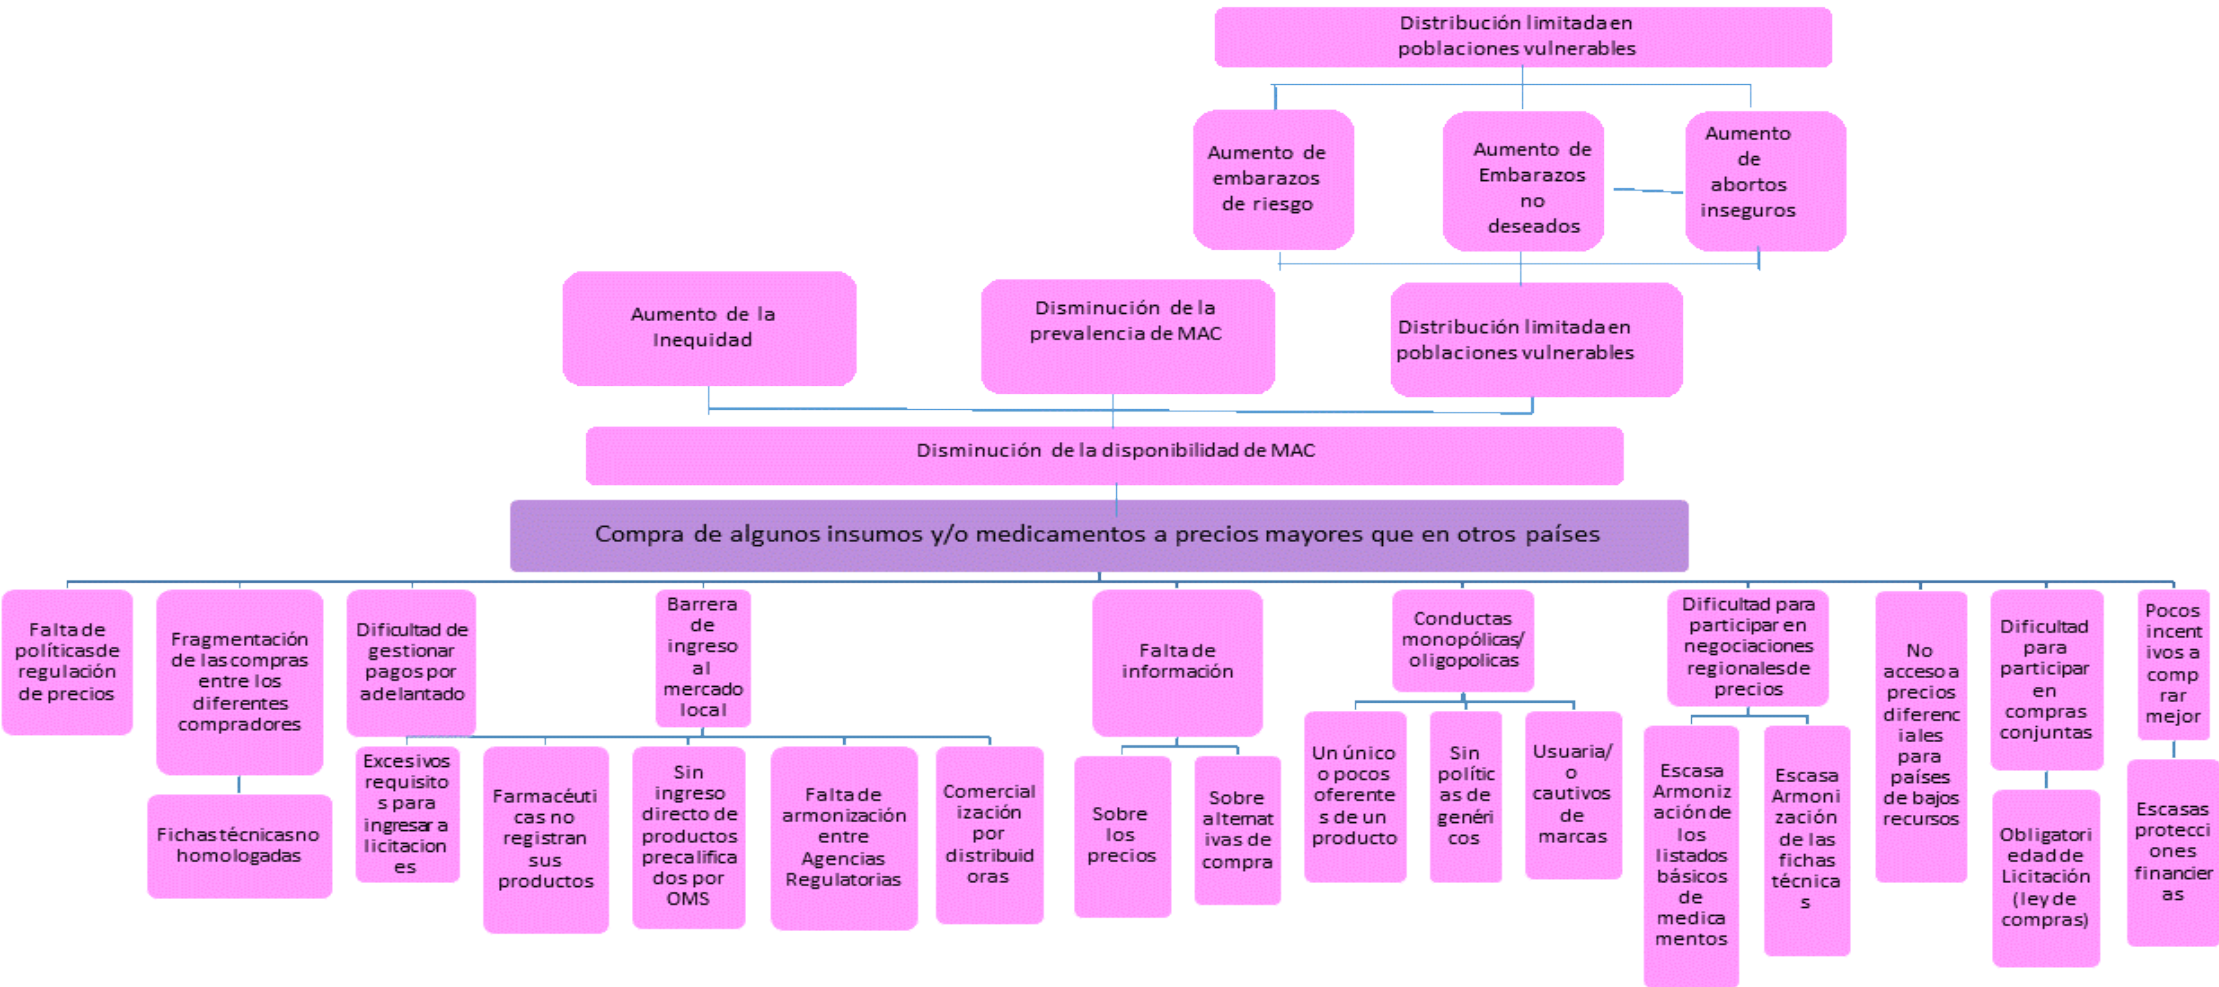 Distribución limitada en
poblaciones vulnerables
Aumento de
embarazos
de riesgo
Aumento de
Embarazos
no
deseados
Aumento
de
abortos
inseguros
Aumento de la
Inequidad
Disminución de la
prevalencia de MAC
Distribución limitada en
poblaciones vulnerables
Disminución de la disponibilidad de MAC
Compra de algunos insumos y/o medicamentos a precios mayores que en otros países
Falta de
políticas de
regulación
de precios
Fragmentación
de las compras
entre los
diferentes
compradores
Dificultad de
gestionar
pagos por
adelantado
Barrera
de
ingreso
al
mercado
local
Falta de
información
Conductas
monopólicas/
oligopolicas
Dificultad para
participar en
negociaciones
regionales de
precios
No
acceso a
precios
diferenc
iales
para
países
de bajos
recursos
Dificultad
para
participar
en
compras
conjuntas
Pocos
incent
ivos a
comp
rar
mejor
Fichas técnicas no
homologadas
Excesivos
requisito
s para
ingresar a
licitacion
es
Farmacéuti
cas no
registran
sus
productos
Sin
ingreso
directo de
productos
precalifica
dos por
OMS
Falta de
armonización
entre
Agencias
Regulatorias
Comercial
ización
por
distribuid
oras
Sobre
los
precios
Sobre
alternat
ivas de
compra
Un único
o pocos
oferente
s de un
producto
Sin
polític
as de
genéri
cos
Usuaria/
o
cautivos
de
marcas
Escasa
Armoniz
ación de
los
listados
básicos
de
medica
mentos
Escasa
Armoni
zación
de las
fichas
técnica
s
Obligatori
edad de
Licitación
(ley de
compras)
Escasas
protecci
ones
financier
as